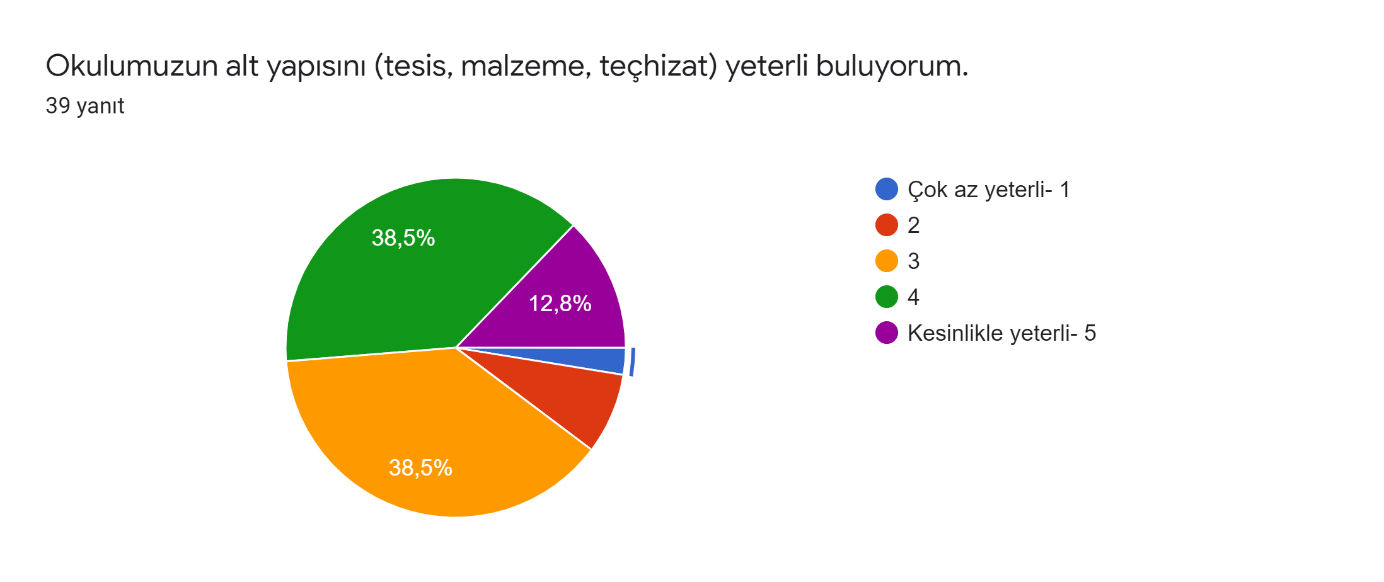 Okulumuzun alt yapısını (tesis, malzeme, teçhizat) yeterli buluyorum.
39 yanıt
Çok az yeterli- 1
2
3
4
Kesinlikle yeterli- 5
38,5%
12,8%
38,5%